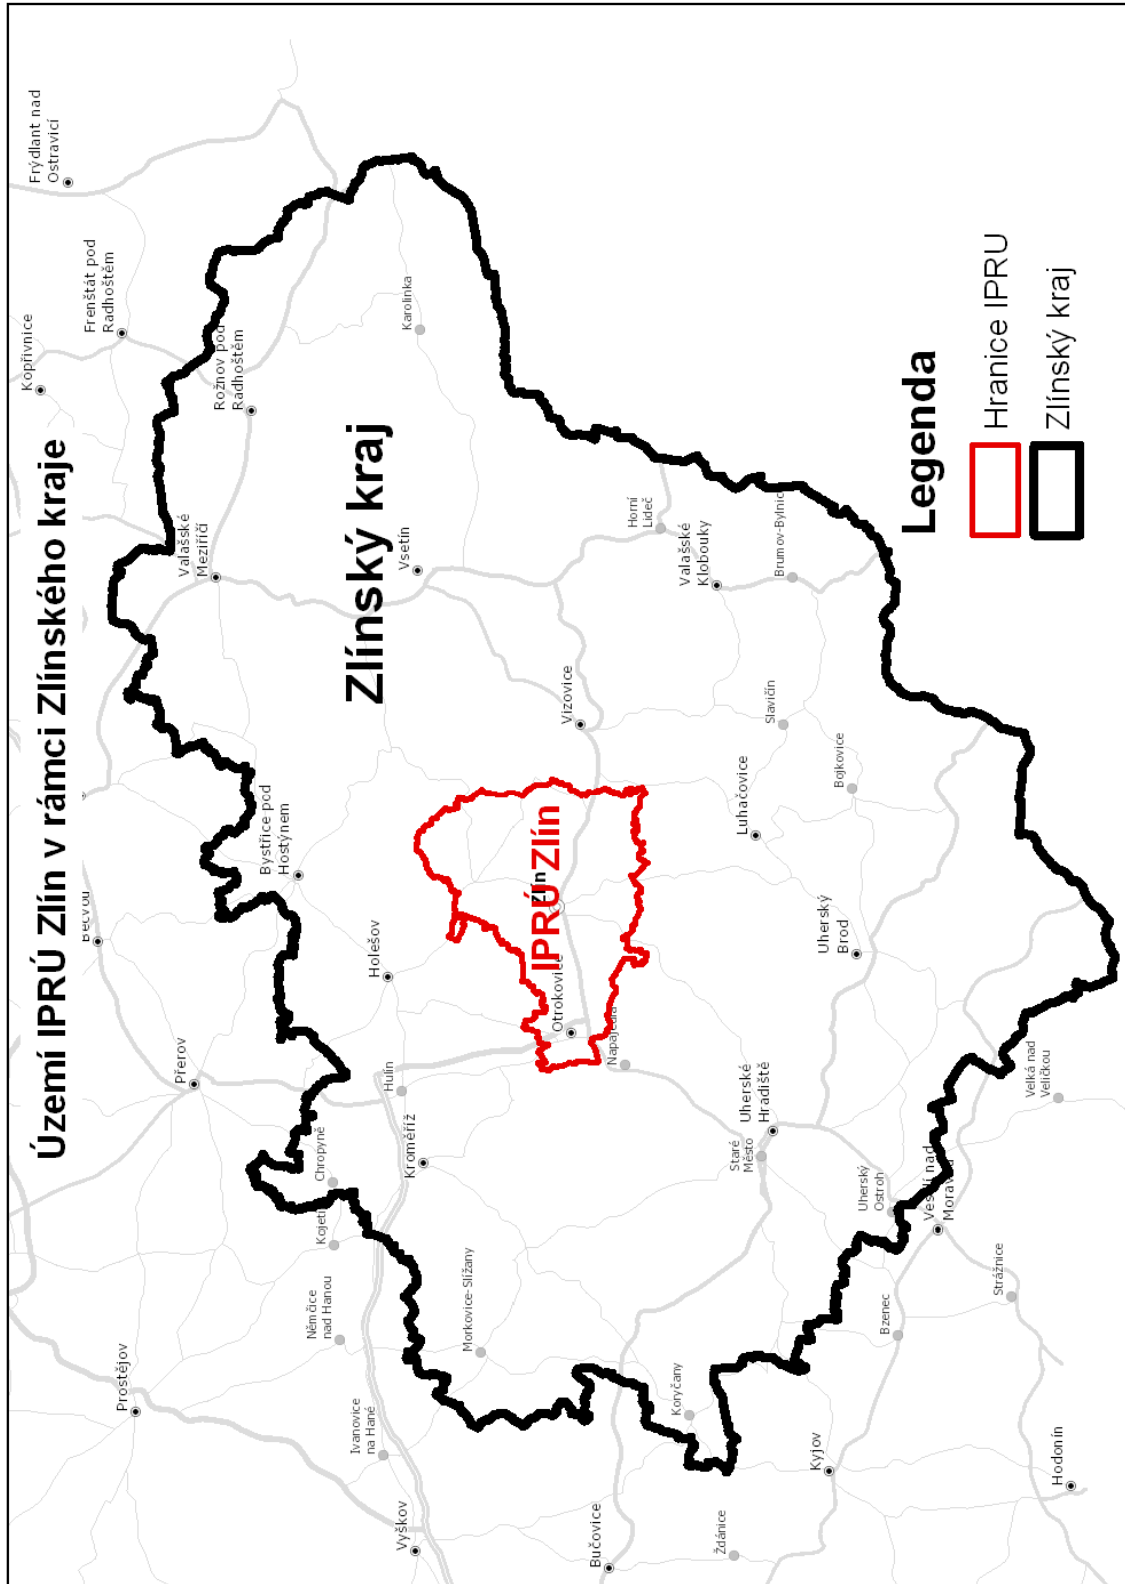 Území IPRÚ Zlín v rámci Zlínského kraje
Frýdlant nad
Ostravicí
Kopřivnice
Frenštát pod
Radhoštěm
Rožnov pod
Radhoštěm
Karolinka
Valašské
Meziříčí
Vsetín
Zlínský kraj
Horní
Lideč
Valašské
Klobouky
Brumov-Bylnic
Vizovice
Slavičín
Bojkovice
Luhačovice
Bystřice pod
Hostýnem
Bečvou
Přerov
Holešov
Hulín
Kroměříž
Chropyně
Kojetí
Němčice
nad Hanou
Prostějov
Ivanovice
na Hané
Vyškov
Morkovice-Slížany
Zlín
IPRÚ Zlín
Otrokovice
Napajedla
Uherský
Brod
Uherské
Hradiště
Staré
Město
Uherský
Ostroh
Veselí nad
Moravou
Velká nad
Veličkou
Strážnice
Bzenec
Koryčany
Kyjov
Ždánice
Bučovice
Hodonín
Legenda
Hranice IPRU
Zlínský kraj